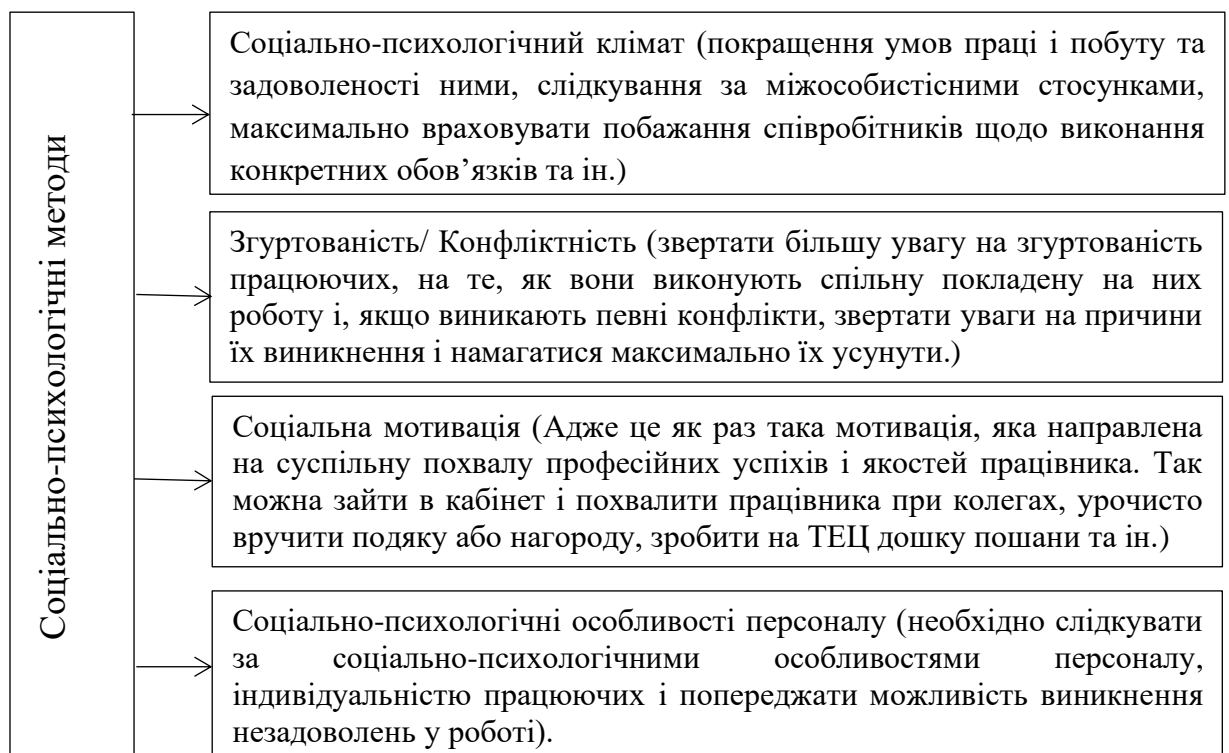 Соціально-психологічні методи
Соціально-психологічний клімат (покращення умов праці і побуту та
задоволеності ними, слідкування за міжособистісними стосунками,
максимально враховувати побажання співробітників щодо виконання
конкретних обов’язків та ін.)
Згуртованість/ Конфліктність (звертати більшу увагу на згуртованість
працюючих, на те, як вони виконують спільну покладену на них
роботу і, якщо виникають певні конфлікти, звертати уваги на причини
їх виникнення і намагатися максимально їх усунути.)
Соціальна мотивація (Адже це як раз така мотивація, яка направлена
на суспільну похвалу професійних успіхів і якостей працівника. Так
можна зайти в кабінет і похвалити працівника при колегах, урочисто
вручити подяку або нагороду, зробити на ТЕЦ дошку пошани та ін.)
Соціально-психологічні особливості персоналу (необхідно слідкувати
за соціально-психологічними особливостями персоналу,
індивідуальністю працюючих і попереджати можливість виникнення
незадоволень у роботі).